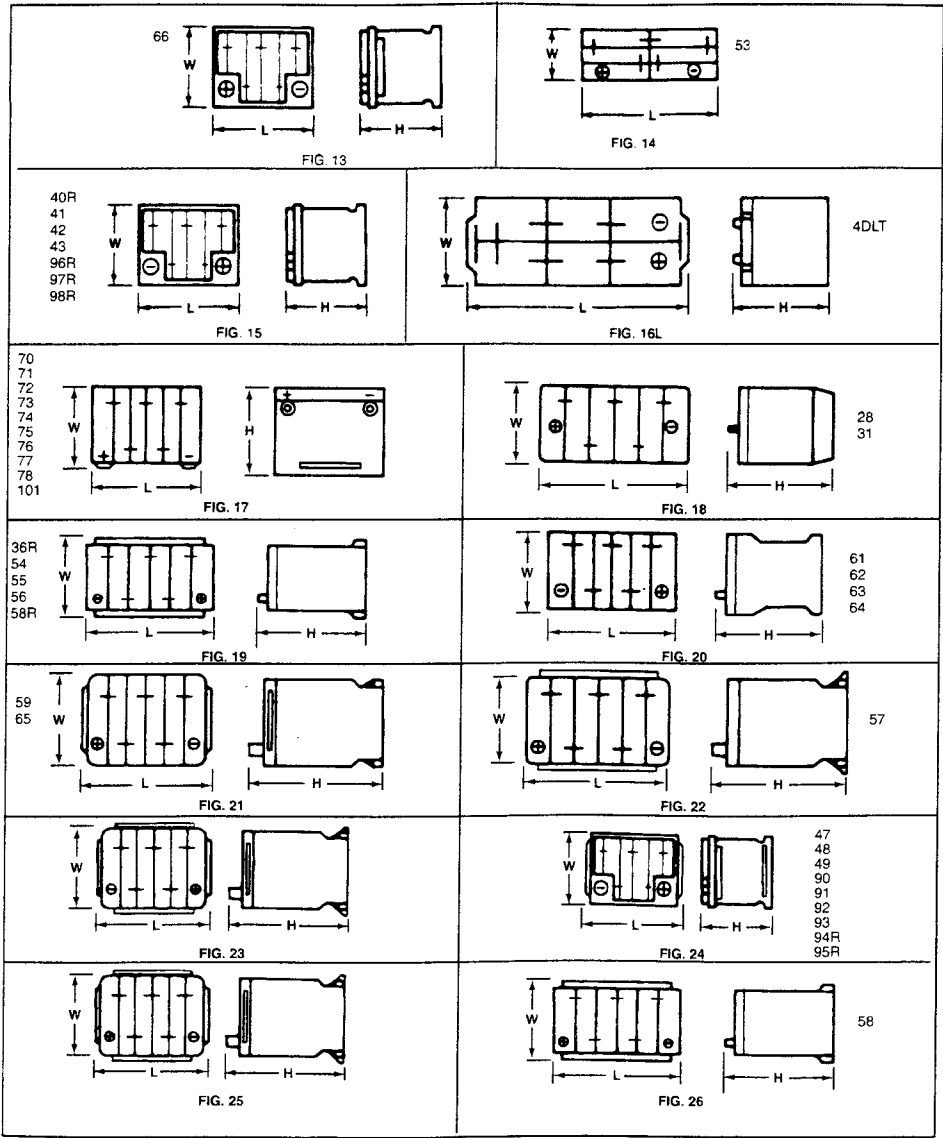 66
W
L
H
FIG. 13
W
L
53
FIG. 14
40R
41
42
43
96R
97R
98R
W
L
H
FIG. 15
W
L
H
4DLT
FIG. 16L
70
71
72
73
74
75
76
77
78
101
W
L
H
FIG. 17
W
L
H
28
31
FIG. 18
36R
54
55
56
58R
W
L
H
FIG. 19
W
L
H
61
62
63
64
FIG. 20
59
65
W
L
H
FIG. 21
W
L
H
57
FIG. 22
W
L
H
FIG. 23
W
L
H
47
48
49
90
91
92
93
94R
95R
FIG. 24
W
L
H
FIG. 25
W
L
H
58
FIG. 26